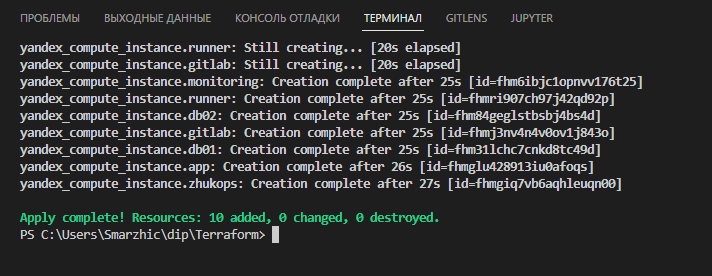 ПРОБЛЕМЫ ВЫХОДНЫЕ ДАННЫЕ КОНСОЛЬ ОТЛАДКИ ТЕРМИНАЛ GITLENS JUPYTER
yandex_compute_instance.runner: Still creating... [20s elapsed]
yandex_compute_instance.gitlab: Still creating... [20s elapsed]
yandex_compute_instance.monitoring: Creation complete after 25s [id=fhm6ibjc1opnvv176t25]
yandex_compute_instance.runner: Creation complete after 25s [id=fhmri907ch97j42qd92p]
yandex_compute_instance.db02: Creation complete after 25s [id=fhm84geglstbsbj4bs4d]
yandex_compute_instance.gitlab: Creation complete after 25s [id=fhmj3nv4n4v0ov1j843o]
yandex_compute_instance.db01: Creation complete after 25s [id=fhm31lchc7cnkd8tc49d]
yandex_compute_instance.app: Creation complete after 26s [id=fhmglu428913iu0afoqs]
yandex_compute_instance.zhukops: Creation complete after 27s [id=fhmgiq7vb6aqhleuqn00]
Apply complete! Resources: 10 added, 0 changed, 0 destroyed.
PS C:\Users\Smarzhic\dip\Terraform>